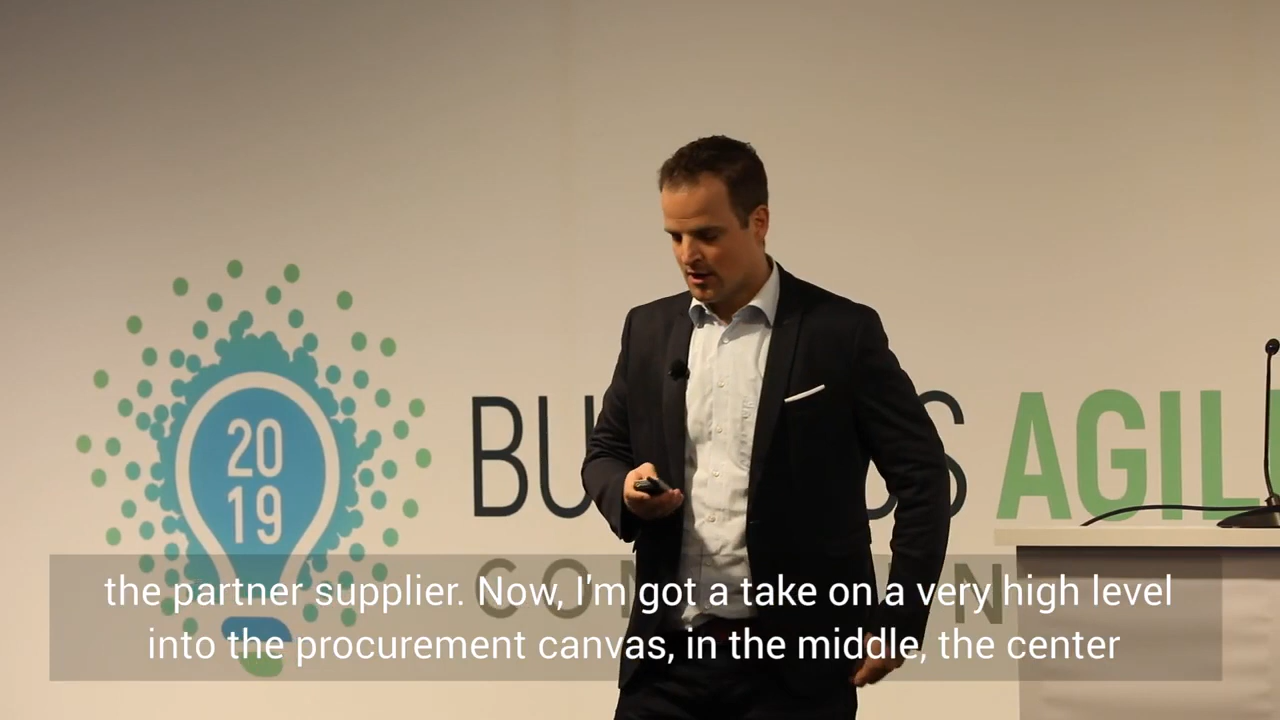 20
19
BU S AGIL
CON N
the partner supplier. Now, I'm got a take on a very high level
into the procurement canvas, in the middle, the center